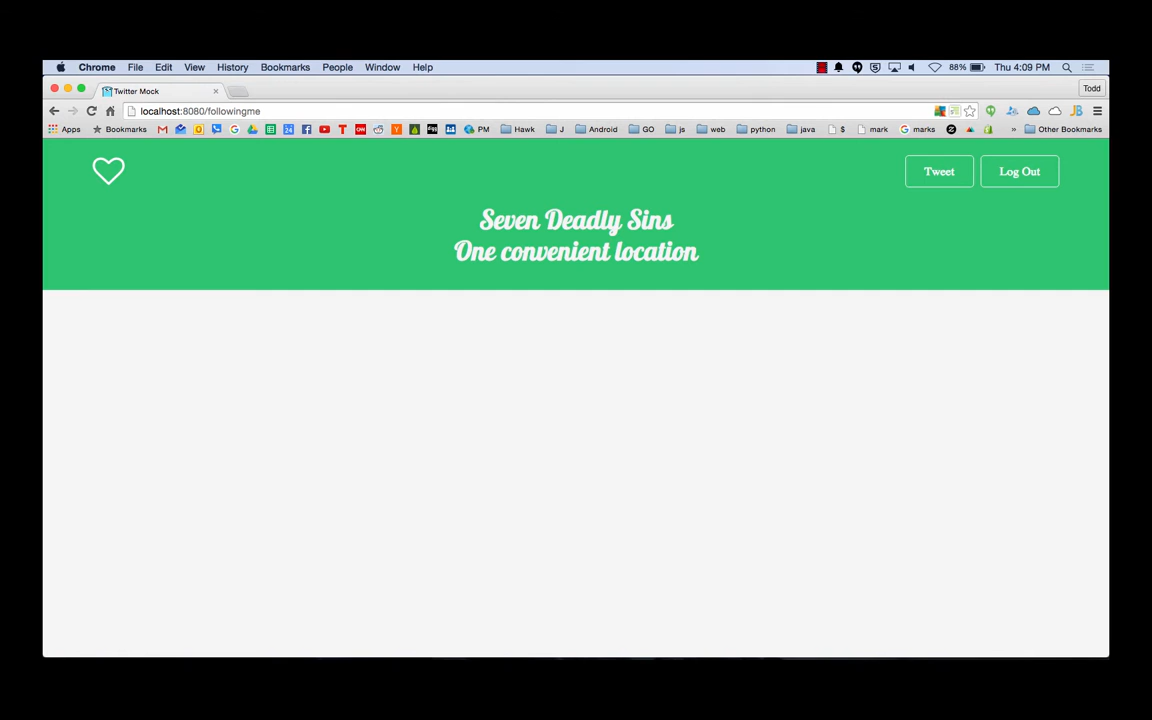 Chrome File Edit View History Bookmarks People Window Help 88% Thu 4:09 PM
Twitter Mock Todd
localhost:8080/followingme
Apps Bookmarks PM Hawk J Android GO js web python java $ mark marks » Other Bookmarks
Tweet Log Out
Seven Deadly Sins
One convenient location